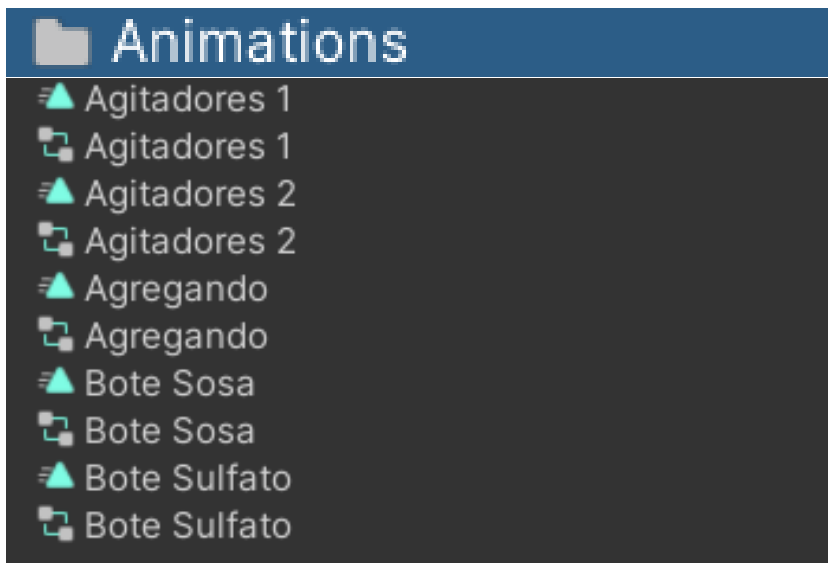 Animations
Agitadores 1
Agitadores 1
Agitadores 2
Agitadores 2
Agregando
Agregando
Bote Sosa
Bote Sosa
Bote Sulfato
Bote Sulfato